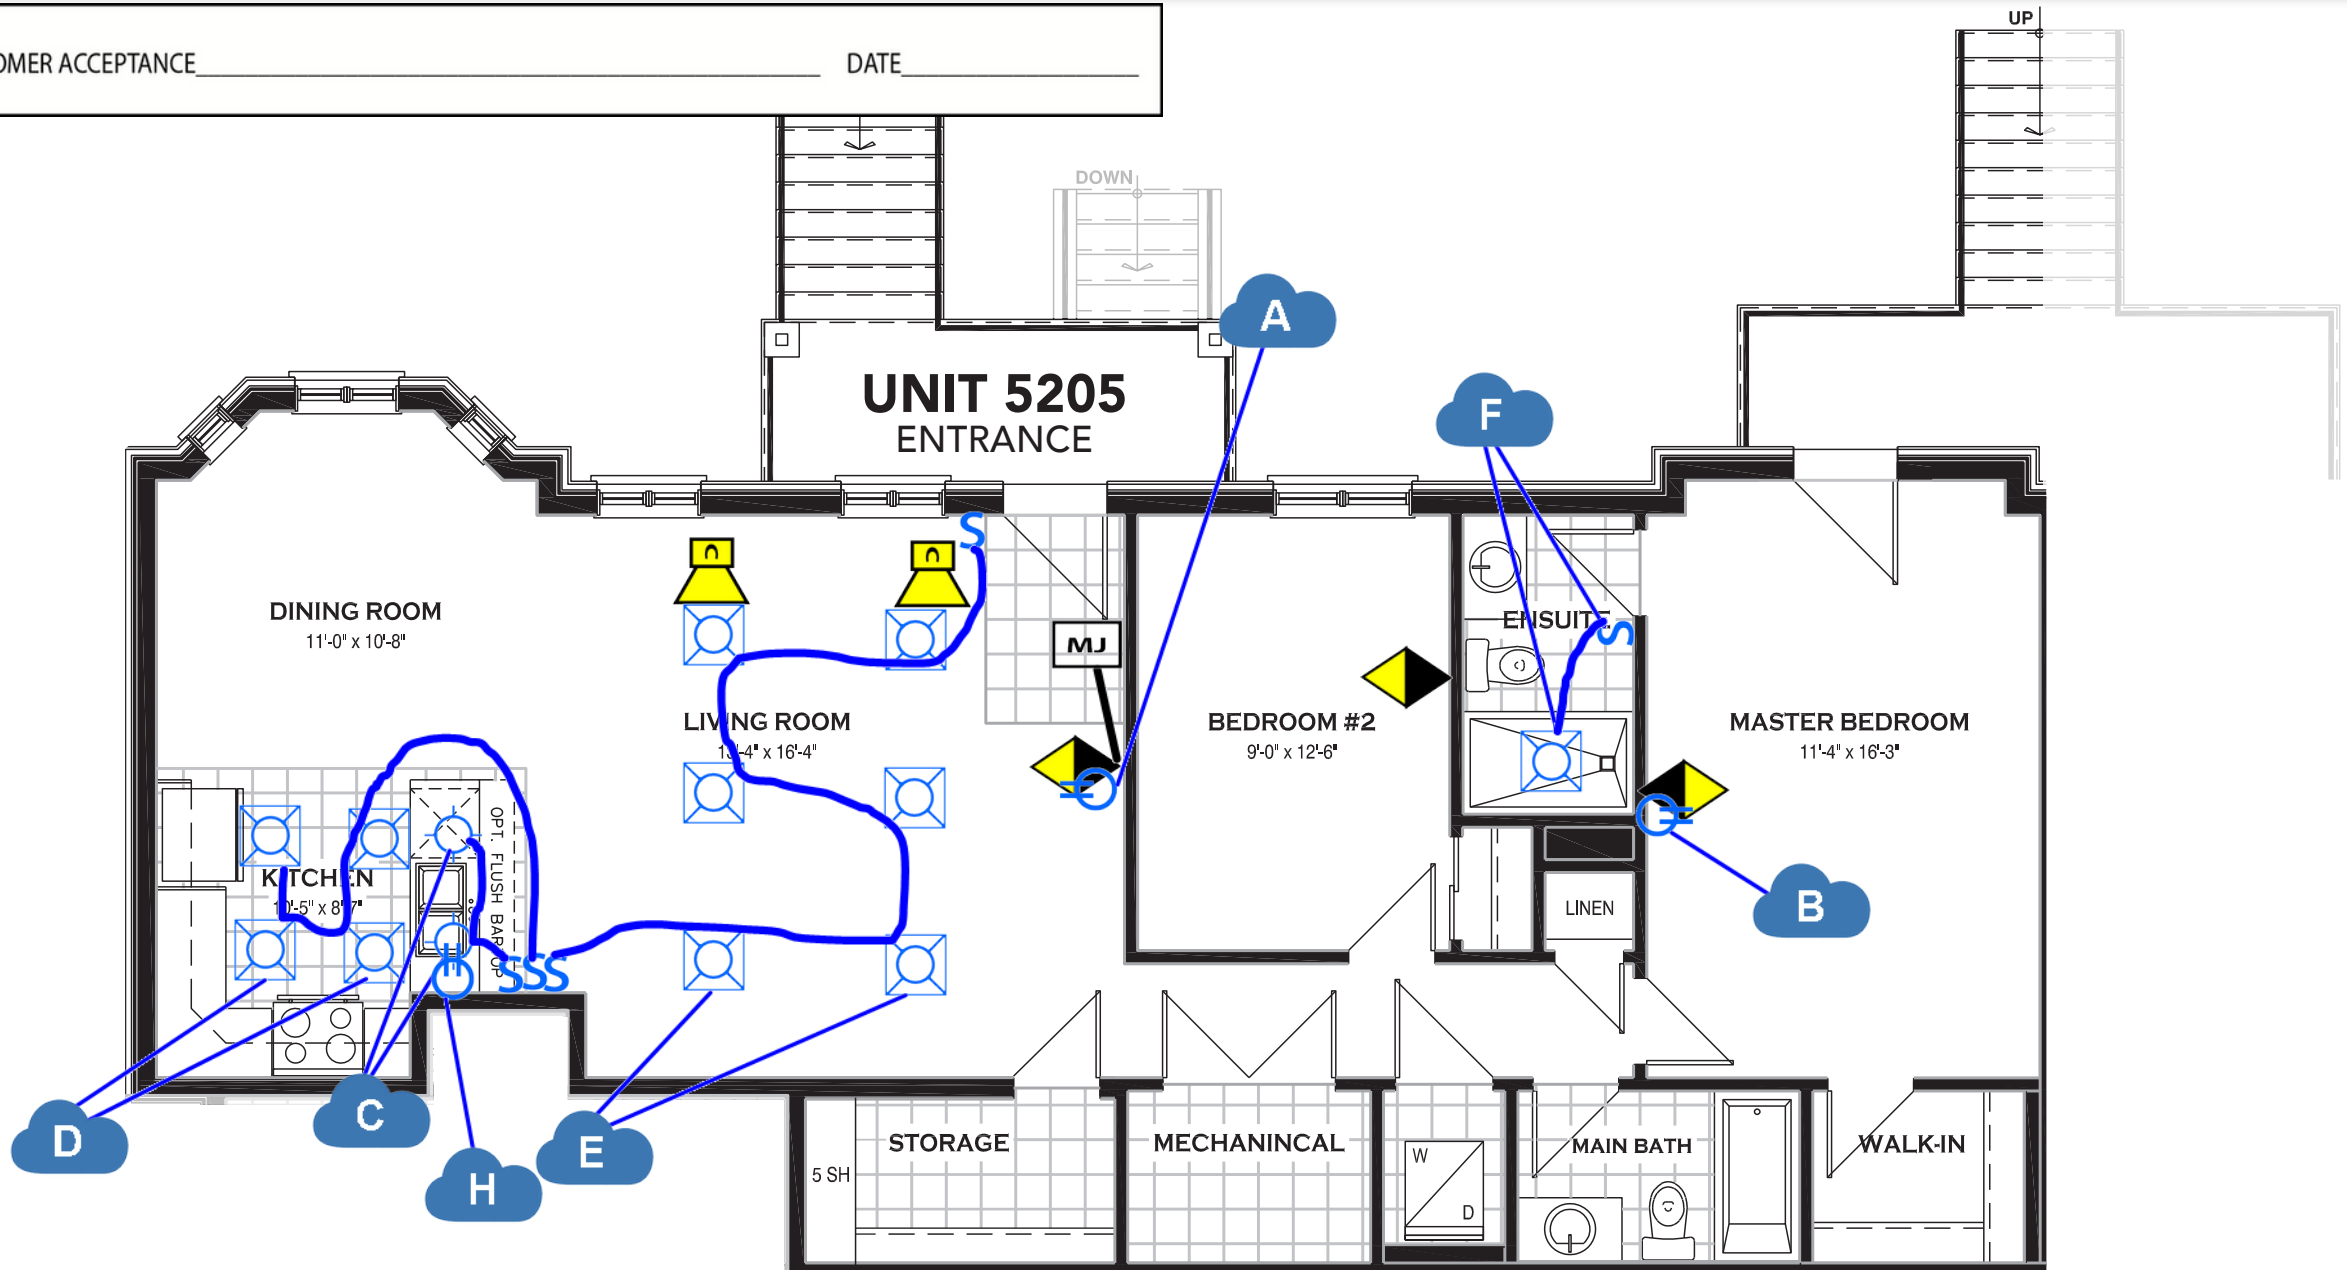 UP
OMER ACCEPTANCE DATE
DOWN
A
UNIT 5205
ENTRANCE
F
S
DINING ROOM
11'-0" x 10'-8"
ENSUITE
S
MJ
LIVING ROOM
BEDROOM #2
MASTER BEDROOM
9'-0" x 12'-6"
11'-4" x 16'-3"
OPT. FLUSH BAR
UP
KITCHEN
LINEN
B
SSS
D
C
H
E
STORAGE
MECHANINCAL
MAIN BATH
WALK-IN
5 SH
W
D